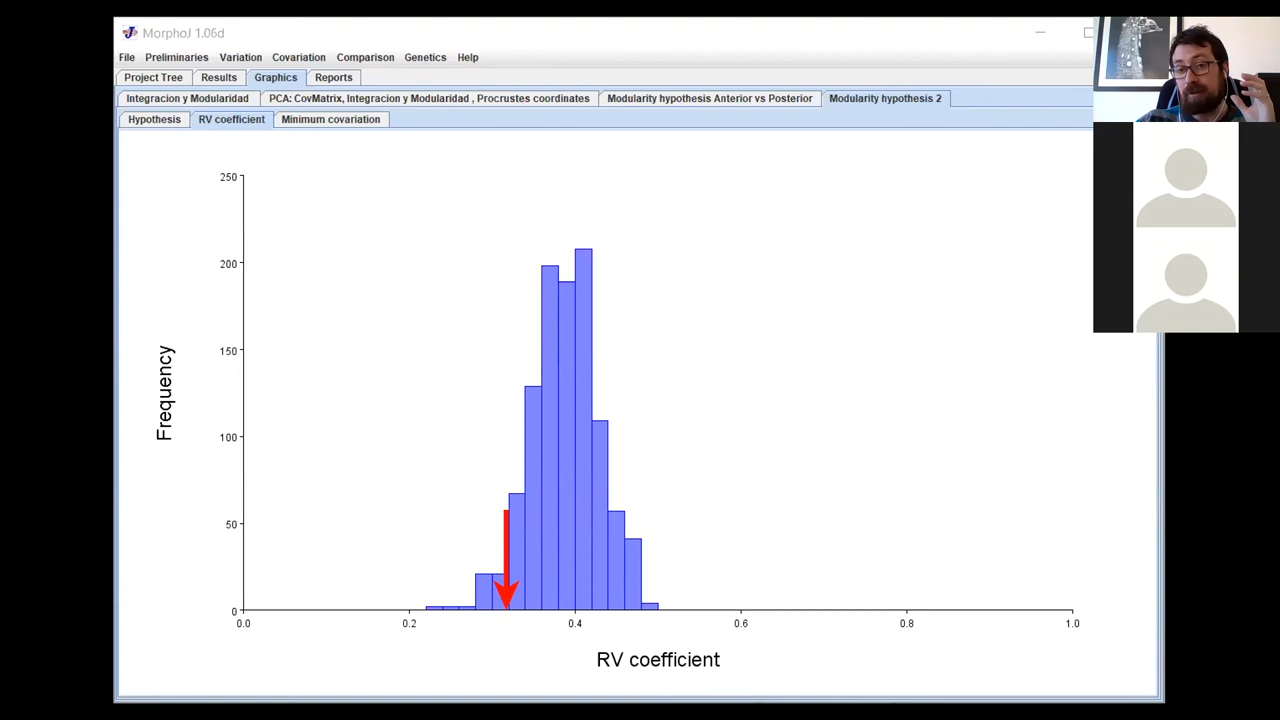 MorphoJ 1.06d
File Preliminaries Variation Covariation Comparison Genetics Help
Project Tree Results Graphics Reports
Integracion y Modularidad PCA: CovMatrix, Integracion y Modularidad , Procrustes coordinates Modularity hypothesis Anterior vs Posterior Modularity hypothesis 2
Hypothesis RV coefficient Minimum covariation
250
200
150
100
50
0
Frequency
0.0 0.2 0.4 0.6 0.8 1.0
RV coefficient